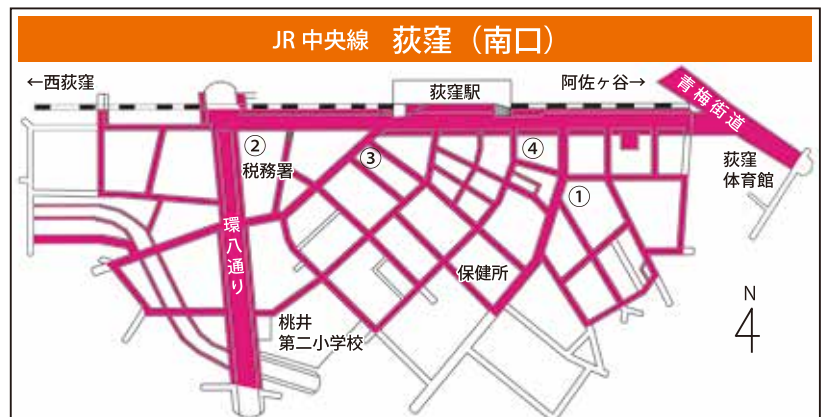 JR 中央線 荻窪（南口）
←西荻窪
荻窪駅
阿佐ヶ谷→
青梅街道
荻窪
体育館
②
税務署
③
④
①
環八通り
保健所
桃井
第二小学校
N